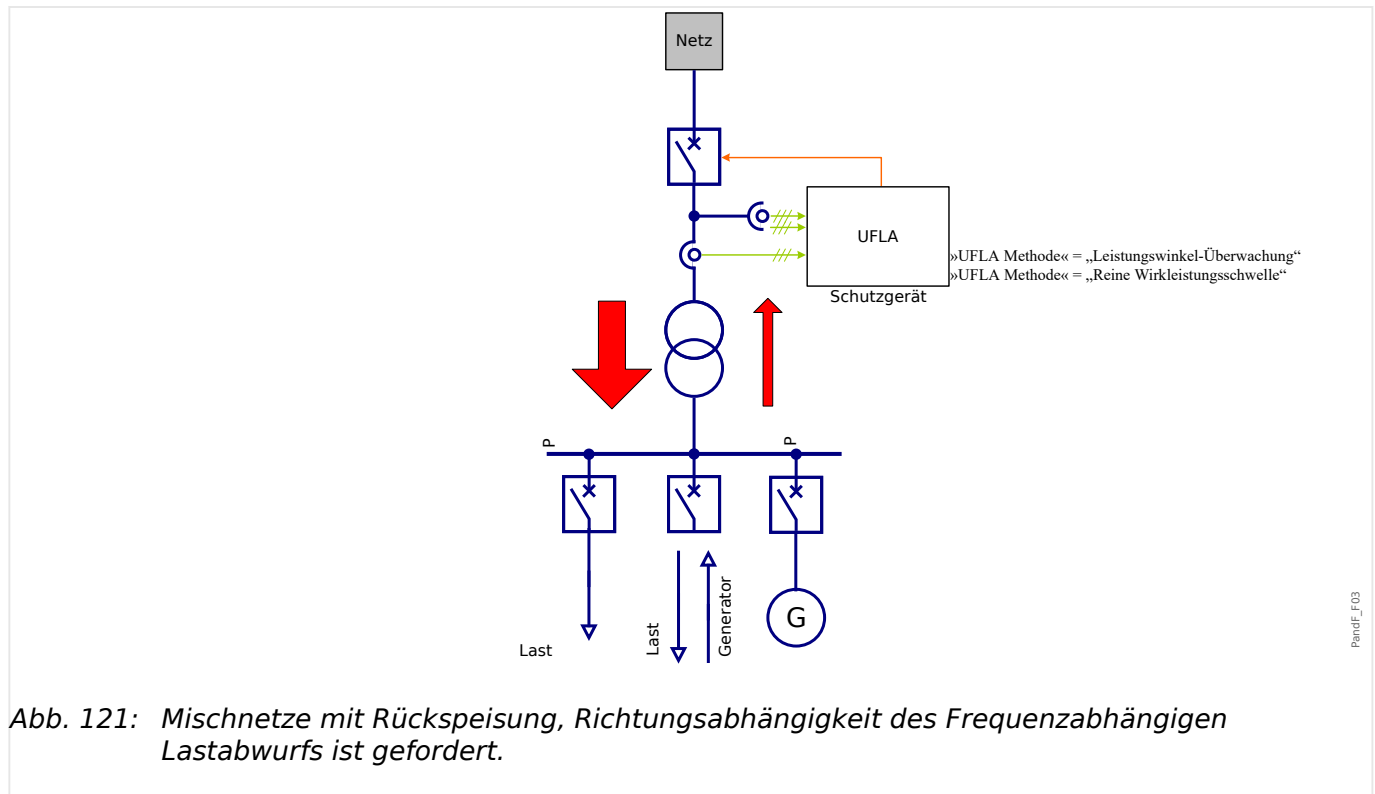 Netz
UFLA
»UFLA Methode« = „Leistungswinkel-Überwachung“
»UFLA Methode« = „Reine Wirkleistungsschwelle“
Schutzgerät
P
P
Last
Last
Generator
G
PandF_F03
Abb. 121: Mischnetze mit Rückspeisung, Richtungsabhängigkeit des Frequenzabhängigen
Lastabwurfs ist gefordert.